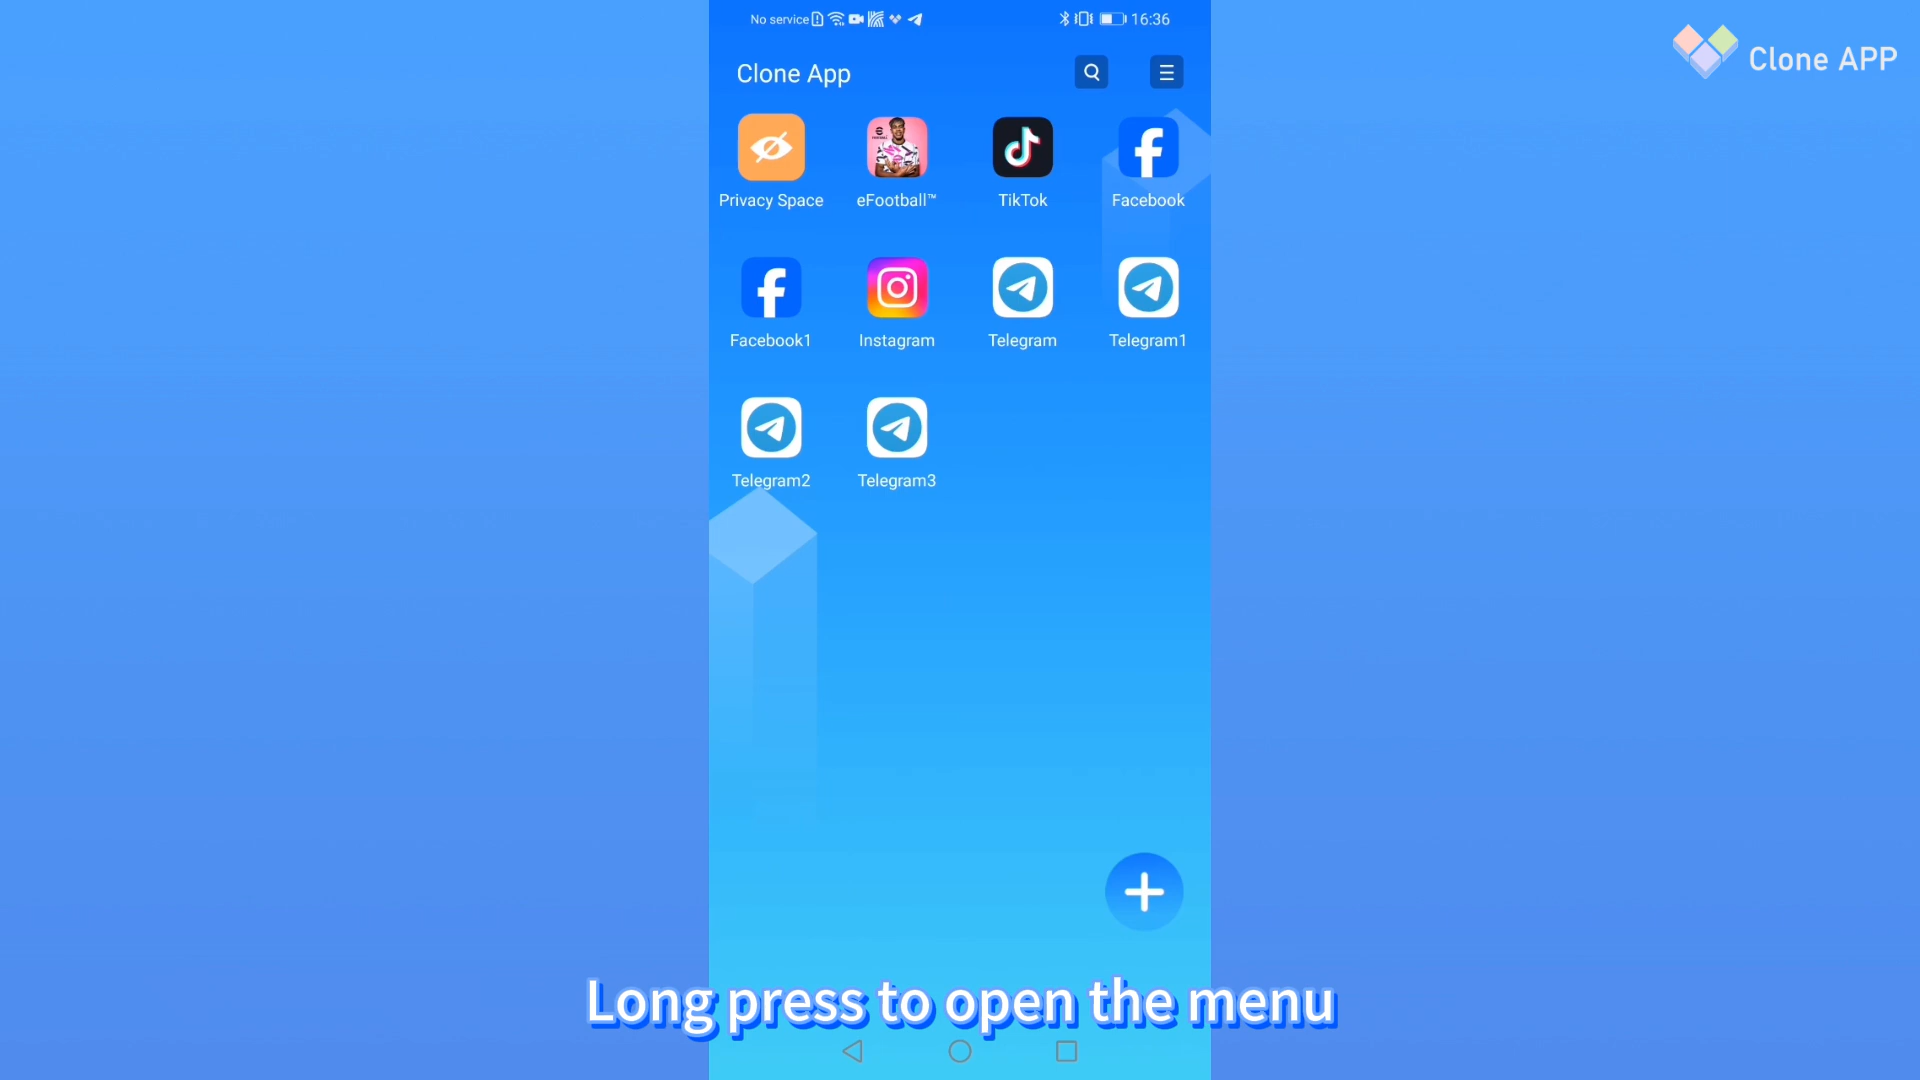 No service
16:36
Clone App
Clone APP
Privacy Space
eFootball™
TikTok
Facebook
Facebook1
Instagram
Telegram
Telegram1
Telegram2
Telegram3
Long press to open the menu